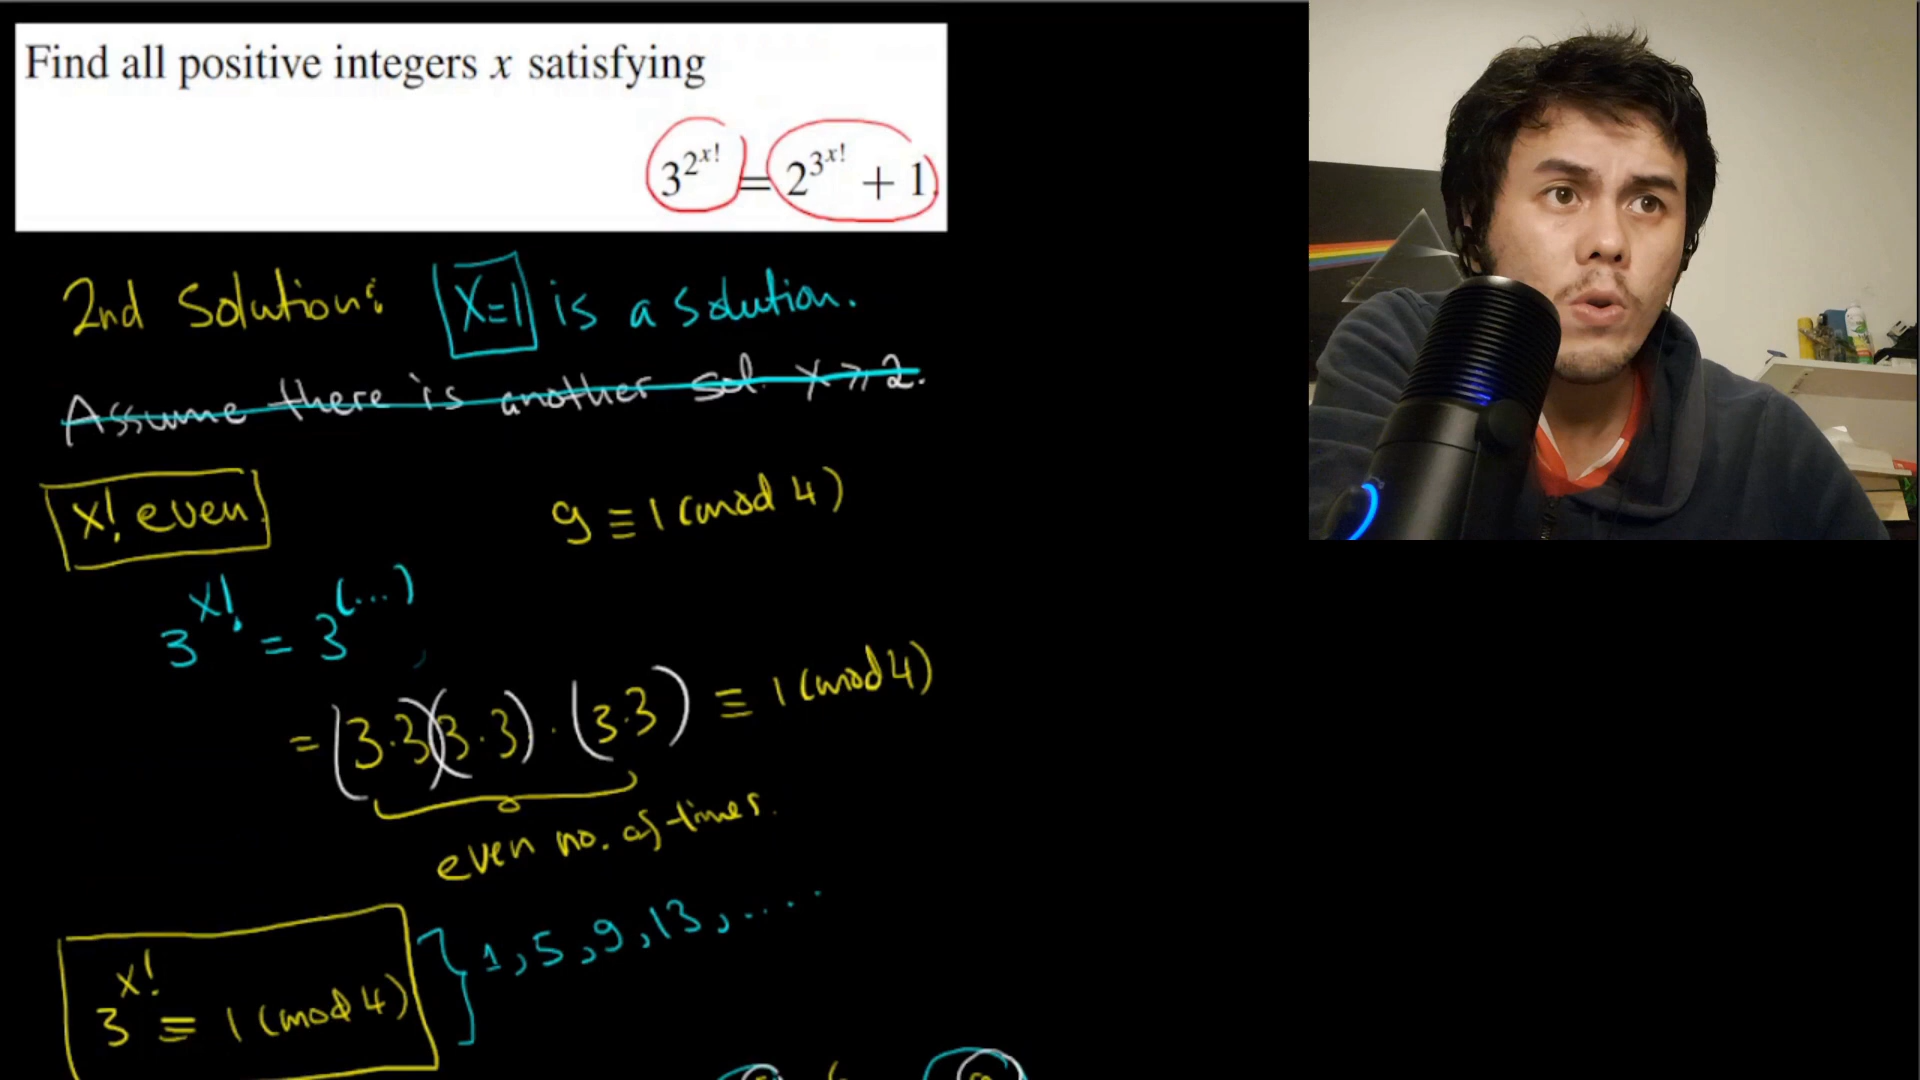 Find all positive integers x satisfying
3^{2^{x!}} = 2^{3^{x!}} + 1.
2nd Solution: X=1 is a solution.
Assume there is another sol. x ⩾ 2.
x! even. 9 ≡ 1 (mod 4)
3^{x!} = 3^{(...)}
= (3·3)(3·3)·(3·3) ≡ 1 (mod 4)
even no. of times.
3^{x!} ≡ 1 (mod 4) } 1, 5, 9, 13, ....